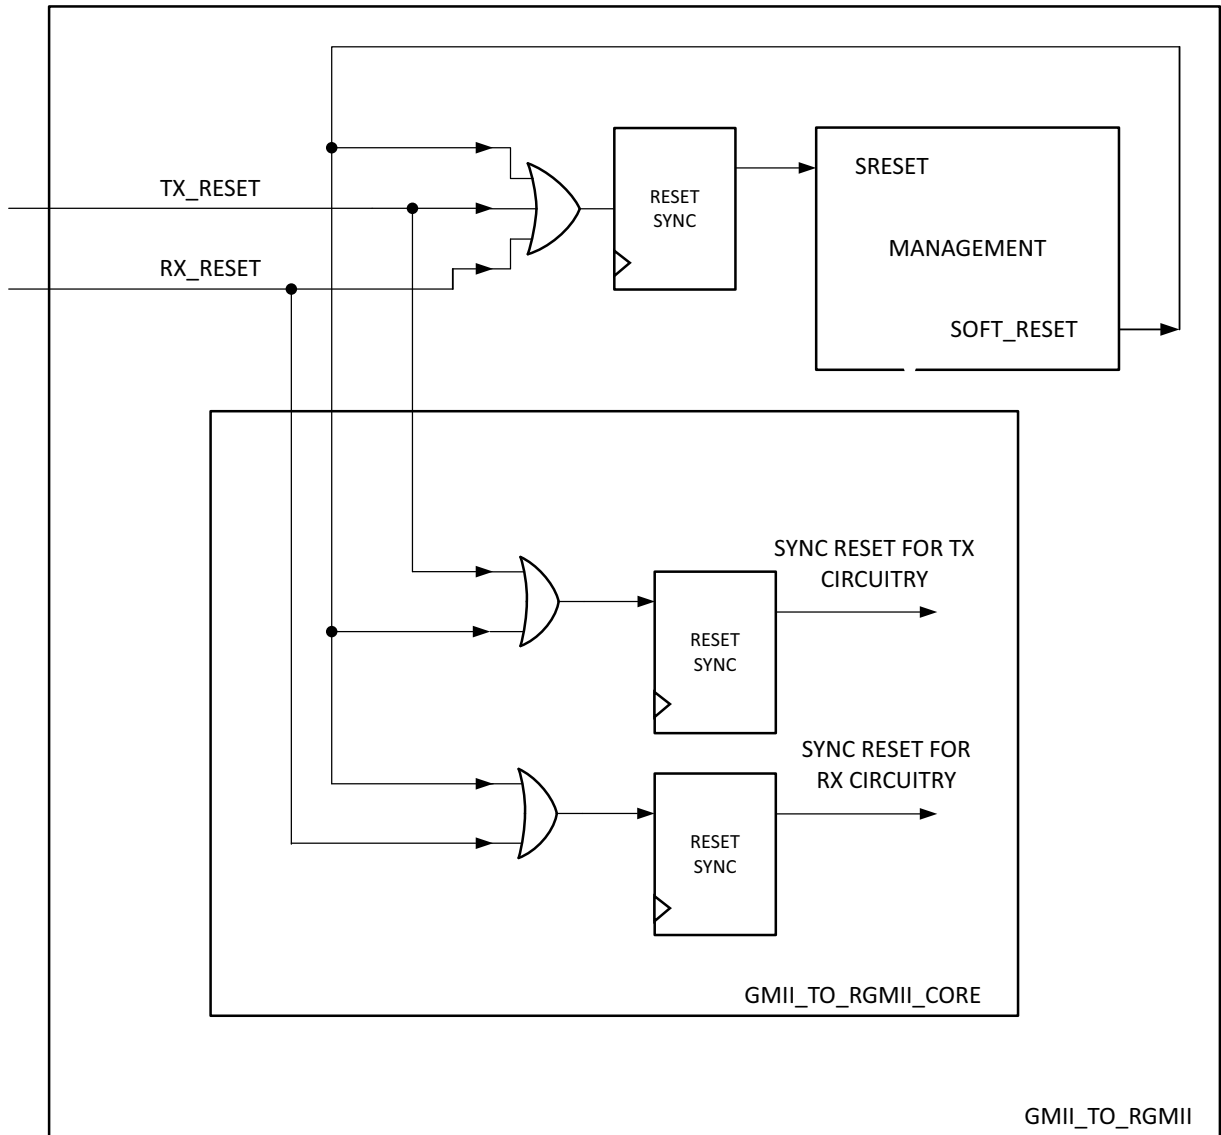 TX_RESET
RX_RESET
RESET
SYNC
SRESET
MANAGEMENT
SOFT_RESET
SYNC RESET FOR TX
CIRCUITRY
RESET
SYNC
SYNC RESET FOR
RX CIRCUITRY
RESET
SYNC
GMII_TO_RGMII_CORE
GMII_TO_RGMII